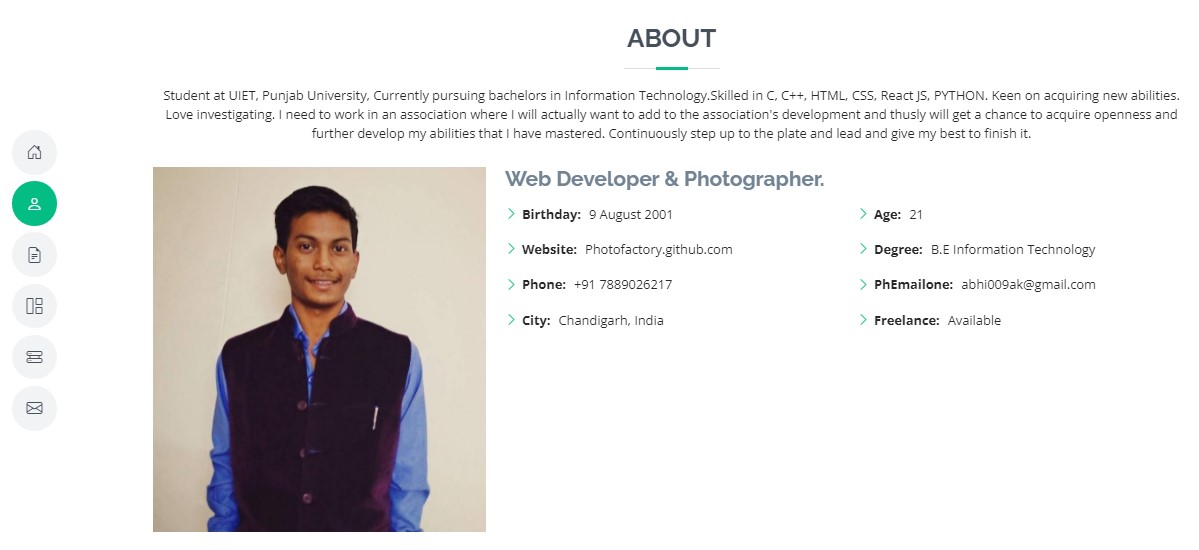 ABOUT
Student at UIET, Punjab University, Currently pursuing bachelors in Information Technology.Skilled in C, C++, HTML, CSS, React JS, PYTHON. Keen on acquiring new abilities.
Love investigating. I need to work in an association where I will actually want to add to the association's development and thusly will get a chance to acquire openness and
further develop my abilities that I have mastered. Continuously step up to the plate and lead and give my best to finish it.
Web Developer & Photographer.
Birthday: 9 August 2001
Age: 21
Website: Photofactory.github.com
Degree: B.E Information Technology
Phone: +91 7889026217
PhEmailone: abhi009ak@gmail.com
City: Chandigarh, India
Freelance: Available